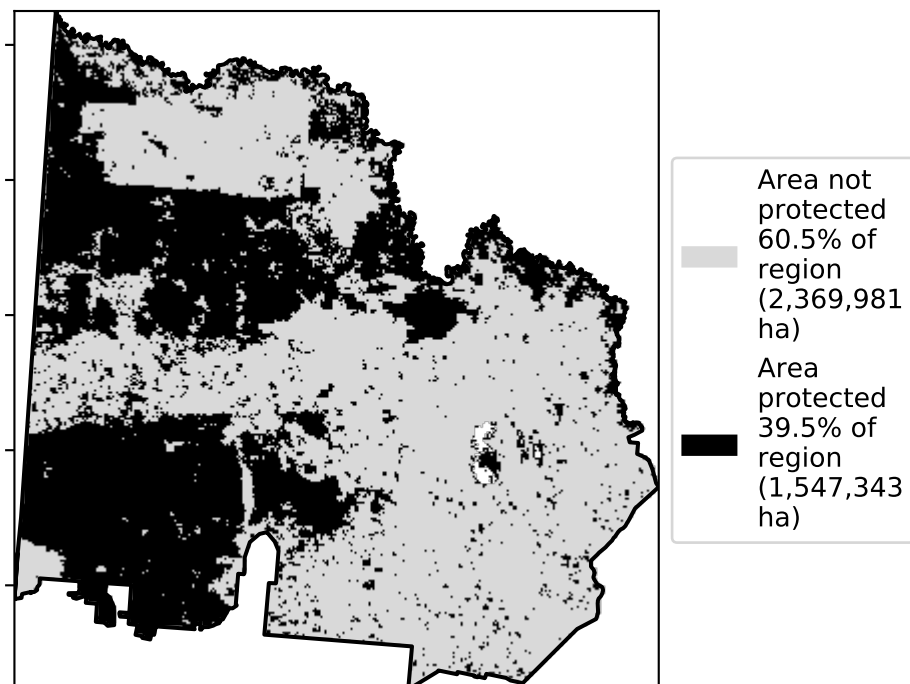 Area not
protected
60.5% of
region
(2,369,981
ha)
Area
protected
39.5% of
region
(1,547,343
ha)